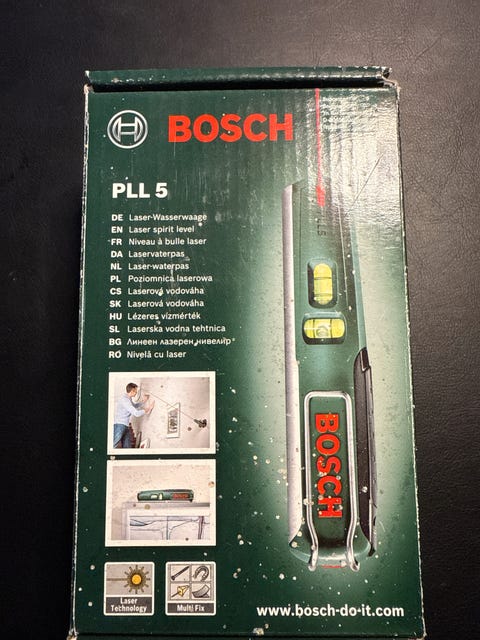 BOSCH
PLL 5
DE Laser-Wasserwaage
EN Laser spirit level
FR Niveau à bulle laser
DA Laservaterpas
NL Laser-waterpas
PL Poziomnica laserowa
CS Laserová vodováha
SK Laserová vodováha
HU Lézeres vízmérték
SL Laserska vodna tehtnica
BG Линеен лазерен нивелир
RO Nivelă cu laser
BOSCH
Laser
Technology
Multi Fix
www.bosch-do-it.com